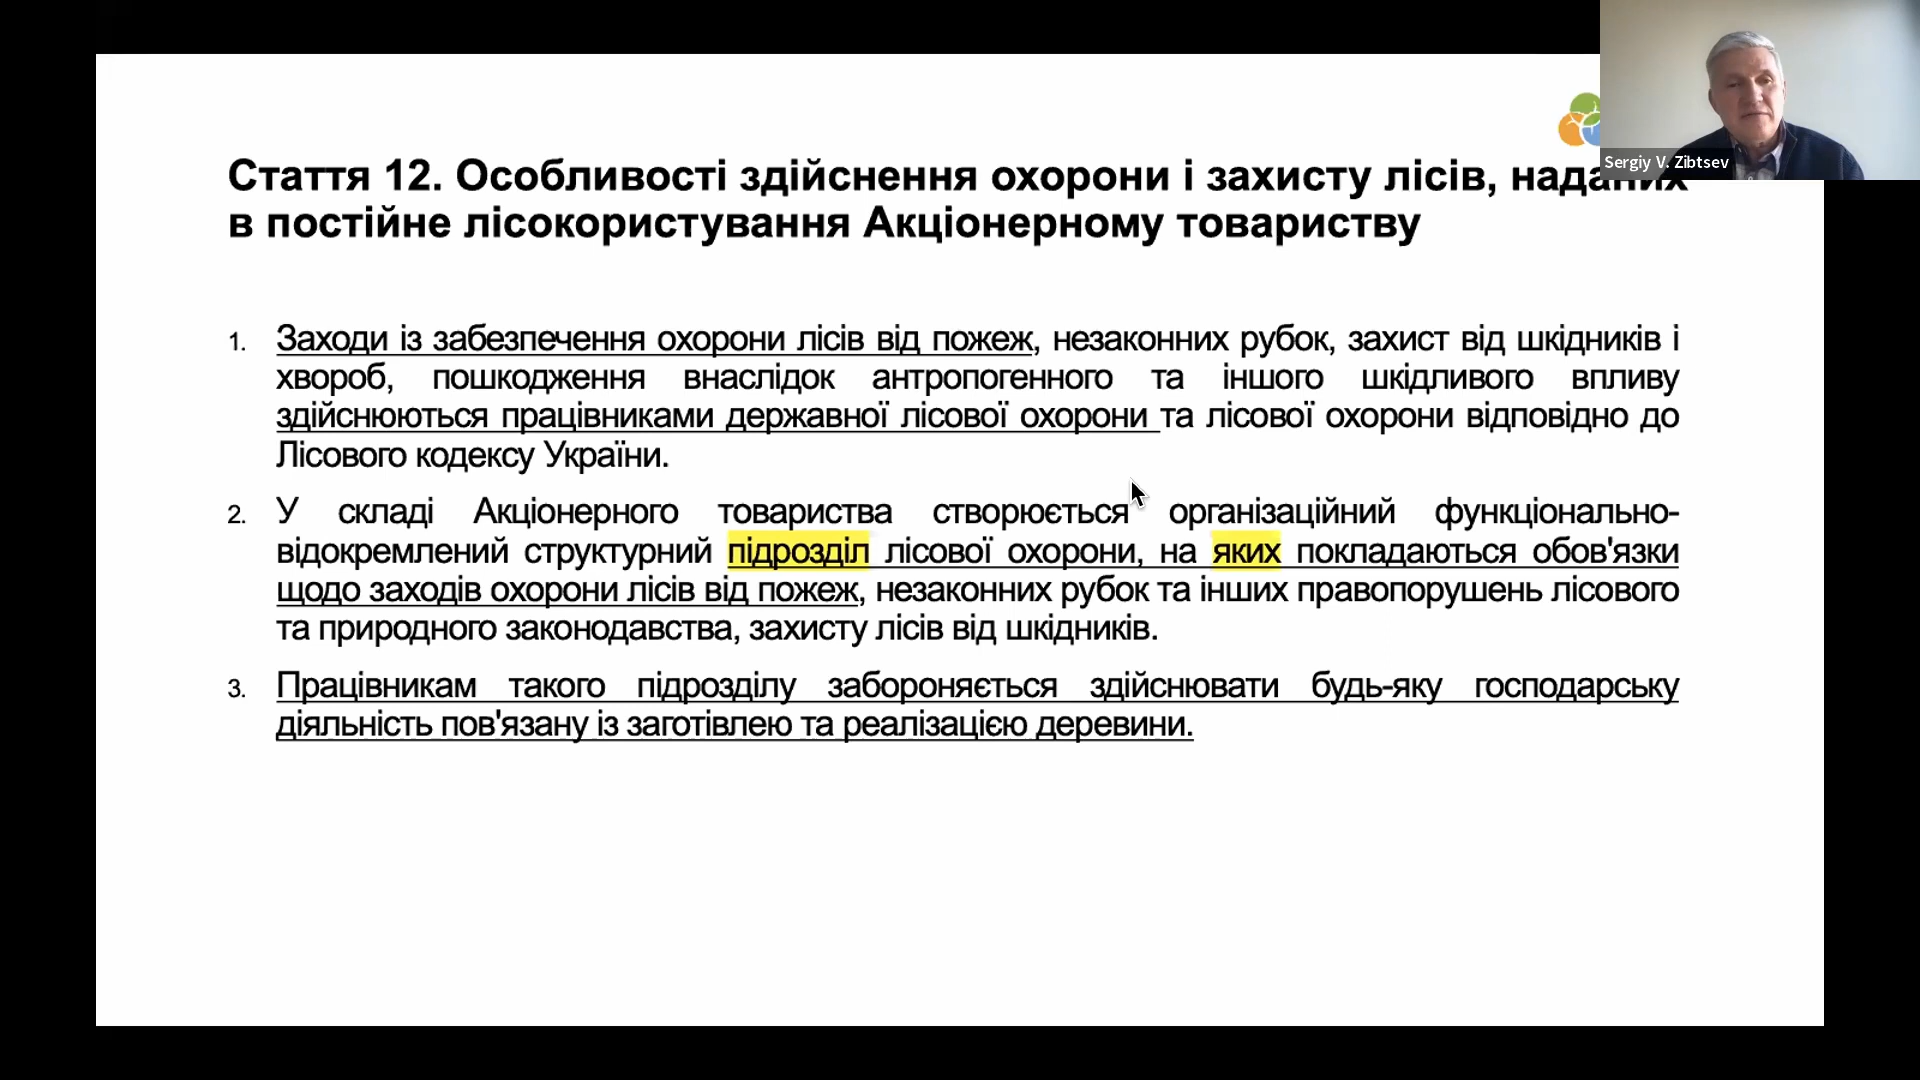 Sergiy V. Zibtsev
Стаття 12. Особливості здійснення охорони і захисту лісів, наданих
в постійне лісокористування Акціонерному товариству
1. Заходи із забезпечення охорони лісів від пожеж, незаконних рубок, захист від шкідників і
хвороб, пошкодження внаслідок антропогенного та іншого шкідливого впливу
здійснюються працівниками державної лісової охорони та лісової охорони відповідно до
Лісового кодексу України.
2. У складі Акціонерного товариства створюється організаційний функціонально-
відокремлений структурний підрозділ лісової охорони, на яких покладаються обов'язки
щодо заходів охорони лісів від пожеж, незаконних рубок та інших правопорушень лісового
та природного законодавства, захисту лісів від шкідників.
3. Працівникам такого підрозділу забороняється здійснювати будь-яку господарську
діяльність пов'язану із заготівлею та реалізацією деревини.